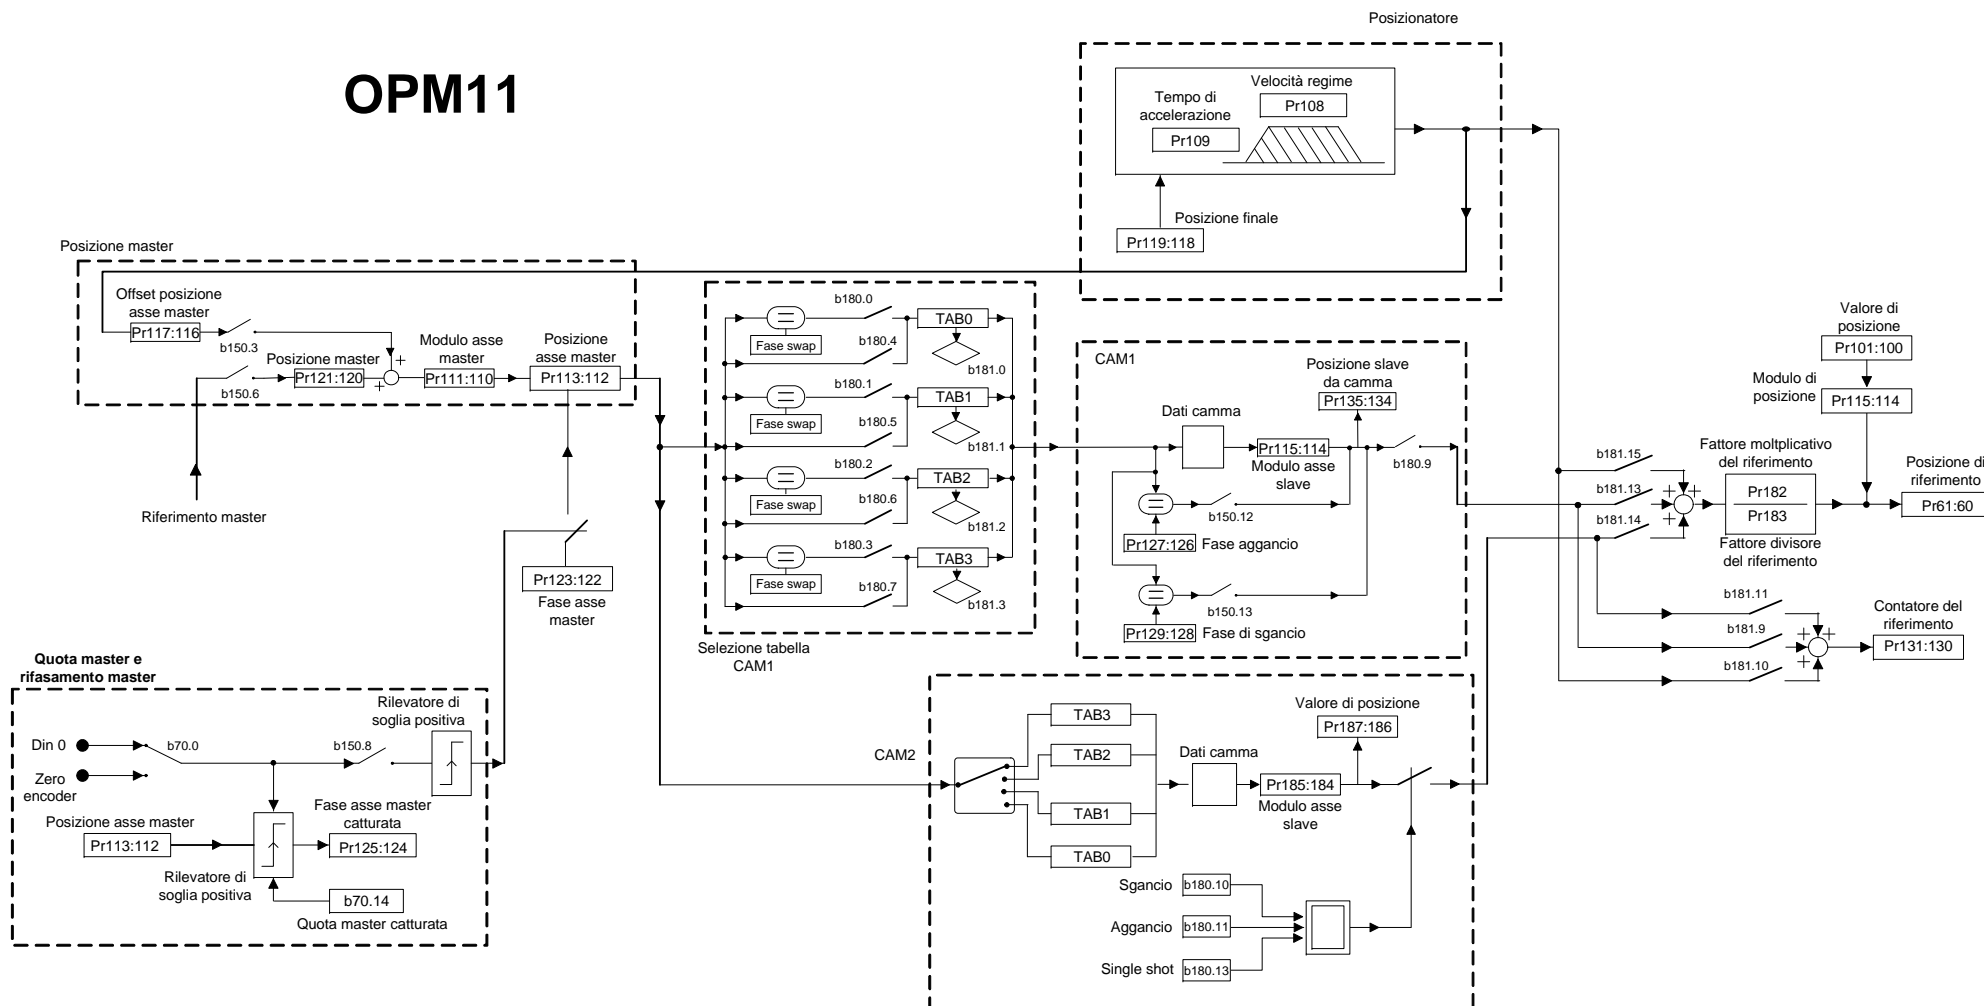 Posizionatore
OPM11
Velocità regime
Pr108
Tempo di
accelerazione
Pr109
Posizione finale
Pr119:118
Posizione master
Offset posizione
asse master
Pr117:116
b150.3
Posizione master
Pr121:120
b150.6
+
+
Modulo asse
master
Pr111:110
Posizione
asse master
Pr113:112
Riferimento master
Pr123:122
Fase asse
master
b180.0
TAB0
Fase swap
b180.4
b181.0
b180.1
TAB1
Fase swap
b180.5
b181.1
b180.2
TAB2
Fase swap
b180.6
b181.2
b180.3
TAB3
Fase swap
b180.7
b181.3
Selezione tabella
CAM1
CAM1
Posizione slave
da camma
Pr135:134
Dati camma
Pr115:114
Modulo asse
slave
b180.9
b150.12
Pr127:126
Fase aggancio
b150.13
Pr129:128
Fase di sgancio
Valore di
posizione
Pr101:100
Modulo di
posizione
Pr115:114
b181.15
b181.13
b181.14
+
+
+
Fattore moltplicativo
del riferimento
Pr182
Pr183
Fattore divisore
del riferimento
Posizione di
riferimento
Pr61:60
b181.11
b181.9
b181.10
+
+
+
Contatore del
riferimento
Pr131:130
Quota master e
rifasamento master
Rilevatore di
soglia positiva
Din 0
b70.0
b150.8
Zero
encoder
Posizione asse master
Pr113:112
Fase asse master
catturata
Pr125:124
Rilevatore di
soglia positiva
b70.14
Quota master catturata
CAM2
TAB3
TAB2
TAB1
TAB0
Dati camma
Pr185:184
Modulo asse
slave
Valore di posizione
Pr187:186
Sgancio
b180.10
Aggancio
b180.11
Single shot
b180.13